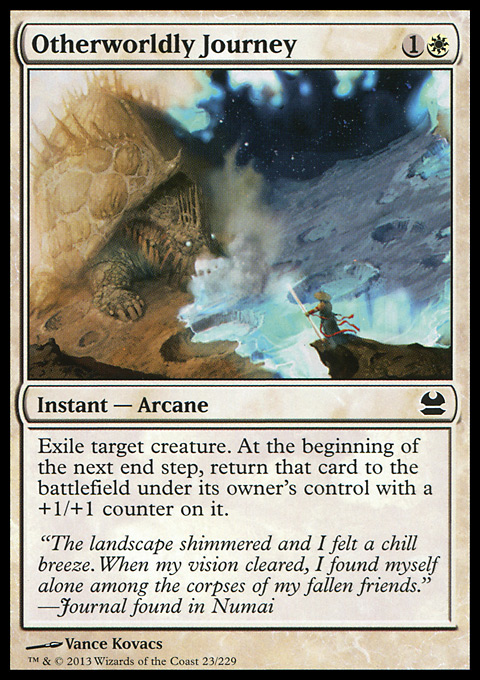 Otherworldly Journey 1
Instant — Arcane
Exile target creature. At the beginning of
the next end step, return that card to the
battlefield under its owner's control with a
+1/+1 counter on it.
“The landscape shimmered and I felt a chill
breeze. When my vision cleared, I found myself
alone among the corpses of my fallen friends.”
—Journal found in Numai
Vance Kovacs
™ & © 2013 Wizards of the Coast 23/229